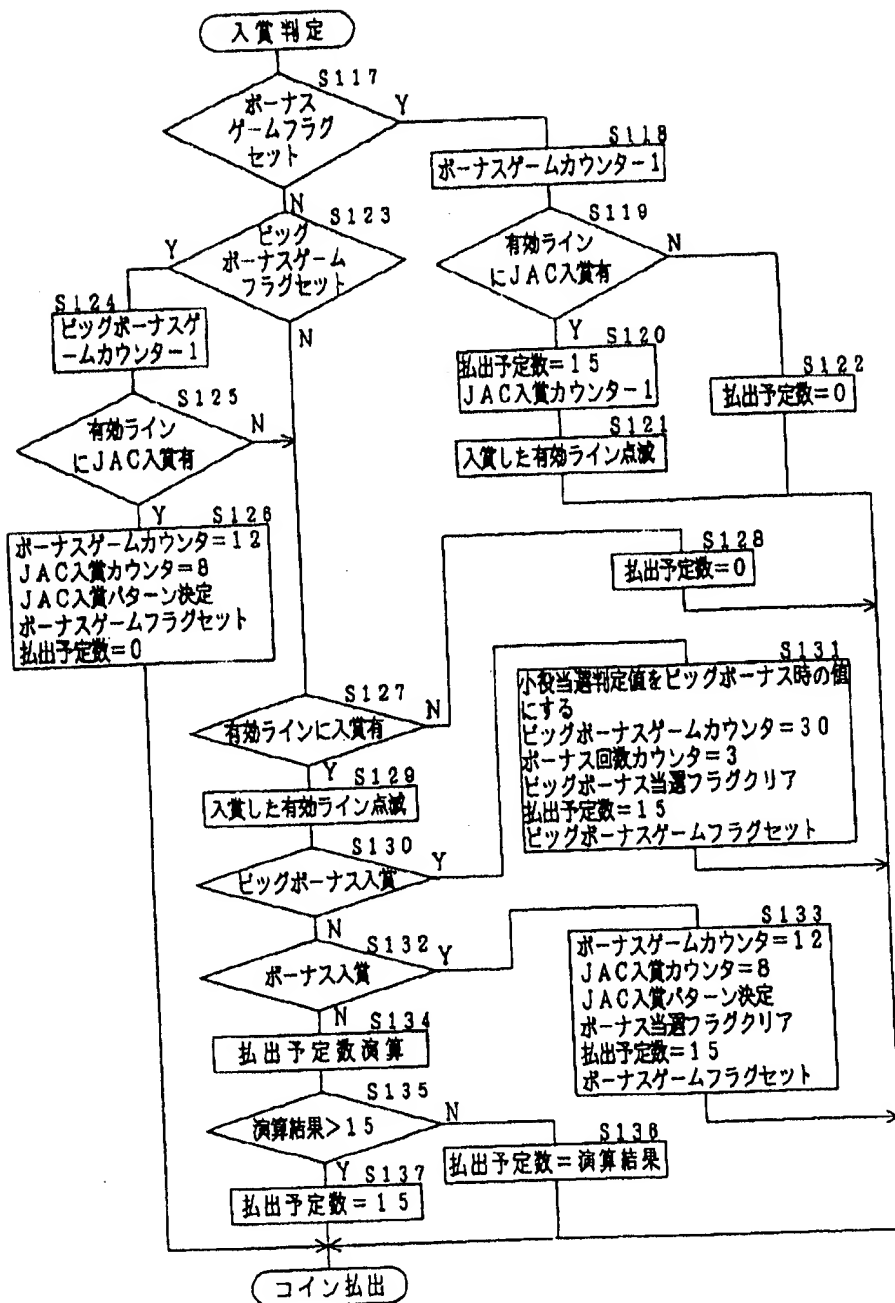 入賞判定
S117
ボーナス
ゲームフラグ
セット
Y
N
S118
ボーナスゲームカウンター1
S119
有効ライン
にJAC入賞有
N
Y
S120
払出予定数=15
JAC入賞カウンター1
S121
入賞した有効ライン点滅
S122
払出予定数=0
S123
ビッグ
ボーナスゲーム
フラグセット
Y
N
S124
ビッグボーナスゲ
ームカウンター1
S125
有効ライン
にJAC入賞有
N
Y
S126
ボーナスゲームカウンタ=12
JAC入賞カウンタ=8
JAC入賞パターン決定
ボーナスゲームフラグセット
払出予定数=0
S127
有効ラインに入賞有
N
Y
S128
払出予定数=0
S129
入賞した有効ライン点滅
S130
ビッグボーナス入賞
Y
N
S131
小役当選判定値をビッグボーナス時の値
にする
ビッグボーナスゲームカウンタ=30
ボーナス回数カウンタ=3
ビッグボーナス当選フラグクリア
払出予定数=15
ビッグボーナスゲームフラグセット
S132
ボーナス入賞
Y
N
S133
ボーナスゲームカウンタ=12
JAC入賞カウンタ=8
JAC入賞パターン決定
ボーナス当選フラグクリア
払出予定数=15
ボーナスゲームフラグセット
S134
払出予定数演算
S135
演算結果>15
N
Y
S136
払出予定数=演算結果
S137
払出予定数=15
コイン払出